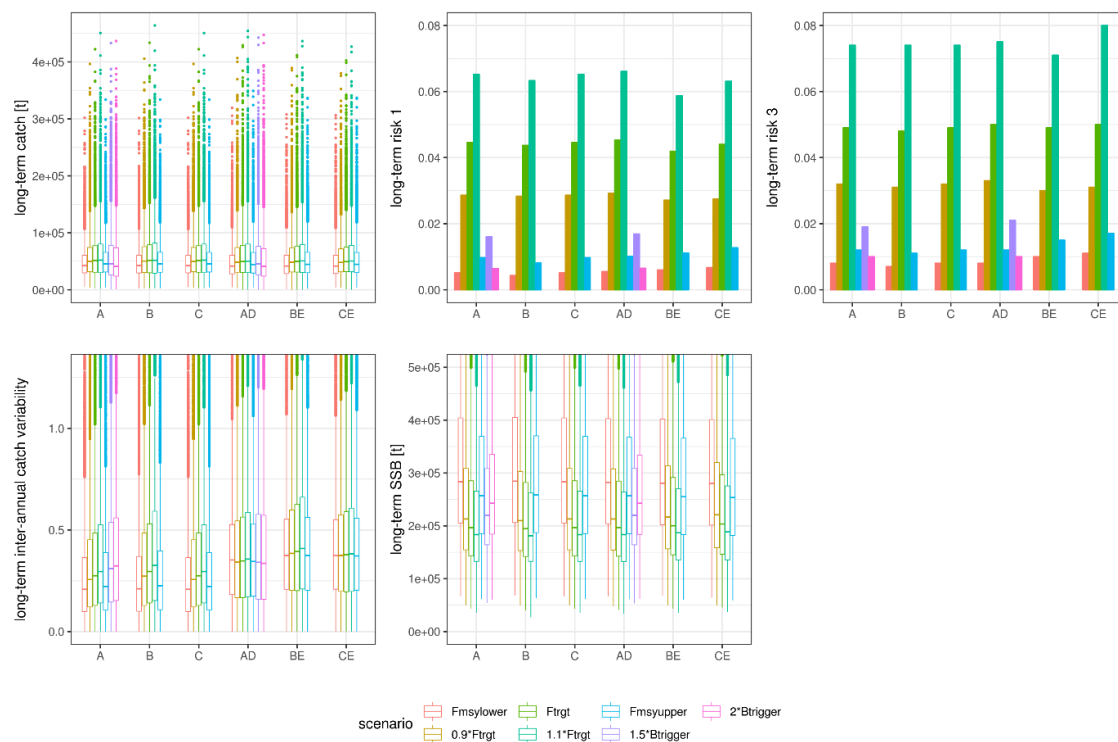 long-term catch [t]
4e+05
3e+05
2e+05
1e+05
0e+00
A B C AD BE CE
long-term risk 1
0.08
0.06
0.04
0.02
0.00
A B C AD BE CE
long-term risk 3
0.08
0.06
0.04
0.02
0.00
A B C AD BE CE
long-term inter-annual catch variability
1.0
0.5
0.0
A B C AD BE CE
long-term SSB [t]
5e+05
4e+05
3e+05
2e+05
1e+05
0e+00
A B C AD BE CE
scenario
Fmsylower Ftrgt Fmsyupper 2*Btrigger
0.9*Ftrgt 1.1*Ftrgt 1.5*Btrigger